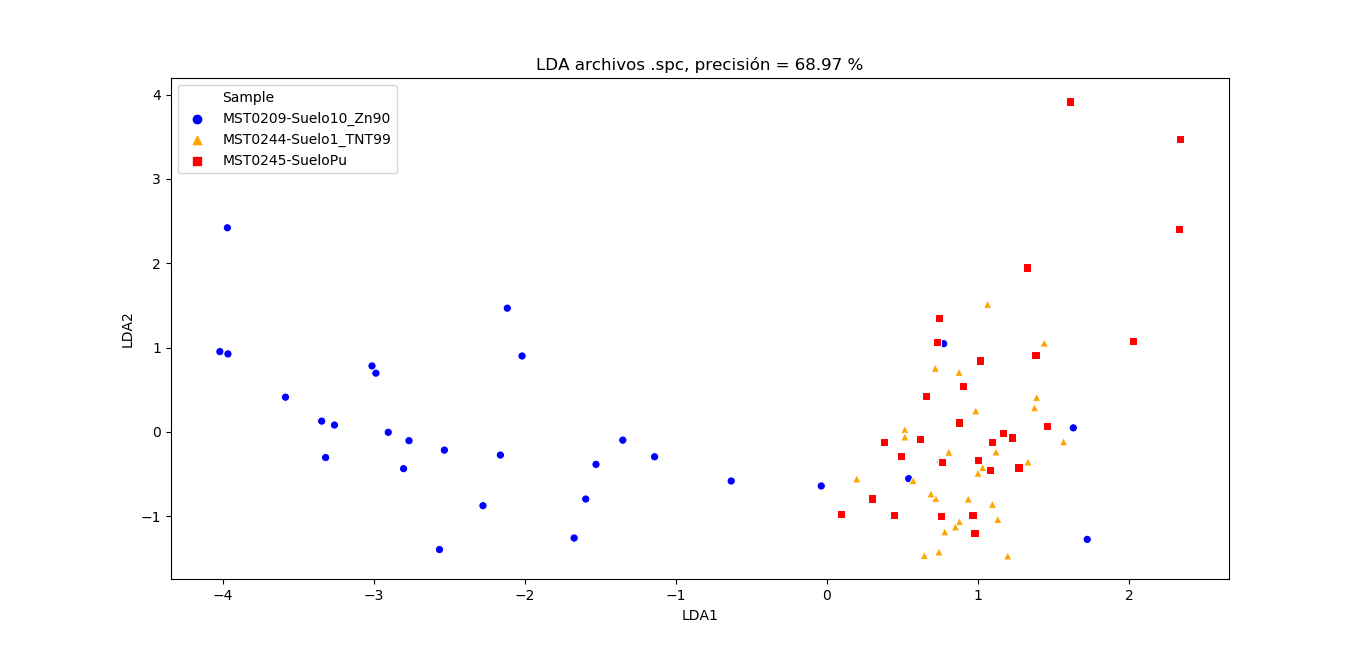 LDA archivos .spc, precisión = 68.97 %
Sample
MST0209-Suelo10_Zn90
MST0244-Suelo1_TNT99
MST0245-SueloPu
4
3
2
1
0
−1
LDA2
−4 −3 −2 −1 0 1 2
LDA1